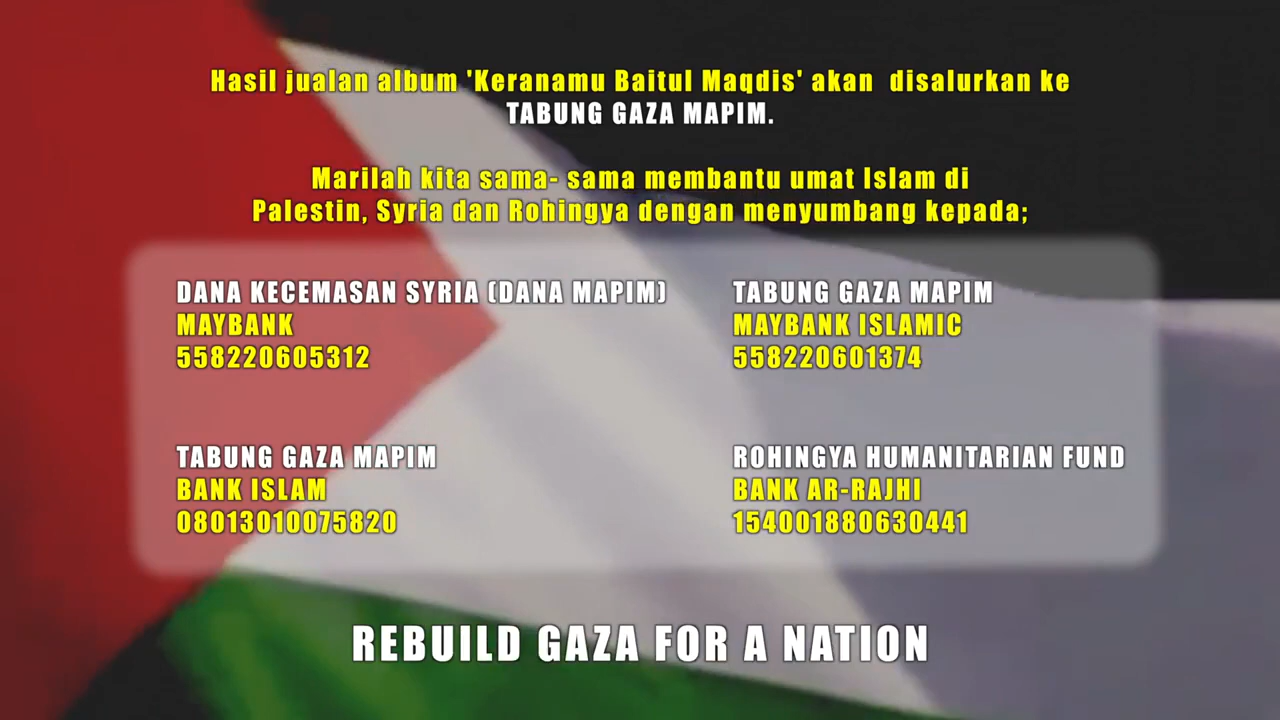 Hasil jualan album 'Keranamu Baitul Maqdis' akan disalurkan ke
TABUNG GAZA MAPIM.
Marilah kita sama- sama membantu umat Islam di
Palestin, Syria dan Rohingya dengan menyumbang kepada;
DANA KECEMASAN SYRIA (DANA MAPIM)
MAYBANK
558220605312
TABUNG GAZA MAPIM
MAYBANK ISLAMIC
558220601374
TABUNG GAZA MAPIM
BANK ISLAM
08013010075820
ROHINGYA HUMANITARIAN FUND
BANK AR-RAJHI
154001880630441
REBUILD GAZA FOR A NATION